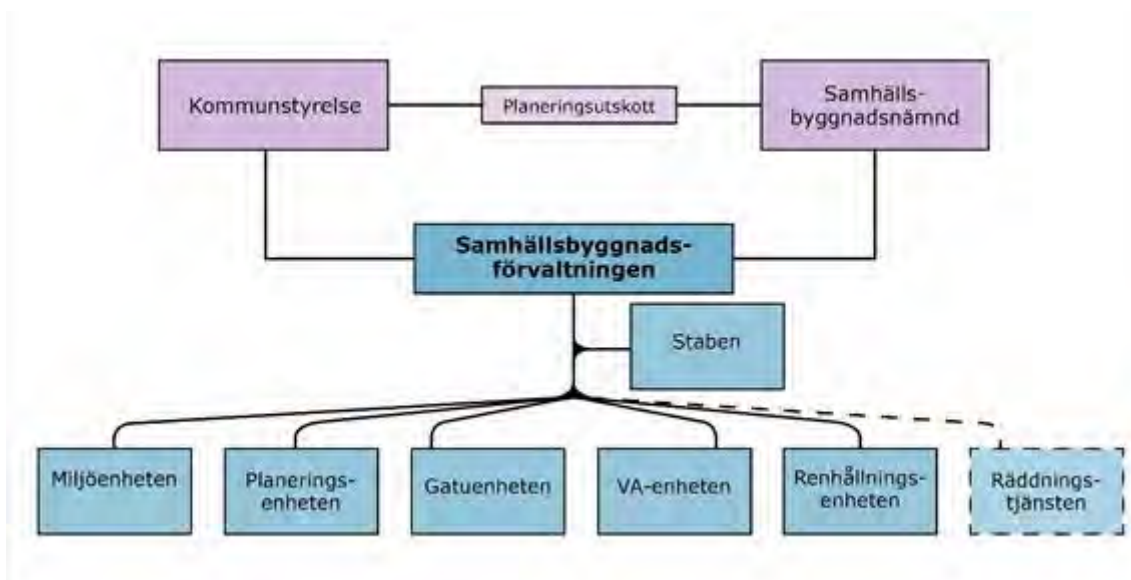 Kommunstyrelse
Planeringsutskott
Samhälls-
byggnadsnämnd
Samhällsbyggnads-
förvaltningen
Staben
Miljöenheten
Planerings-
enheten
Gatuenheten
VA-enheten
Renhållnings-
enheten
Räddnings-
tjänsten